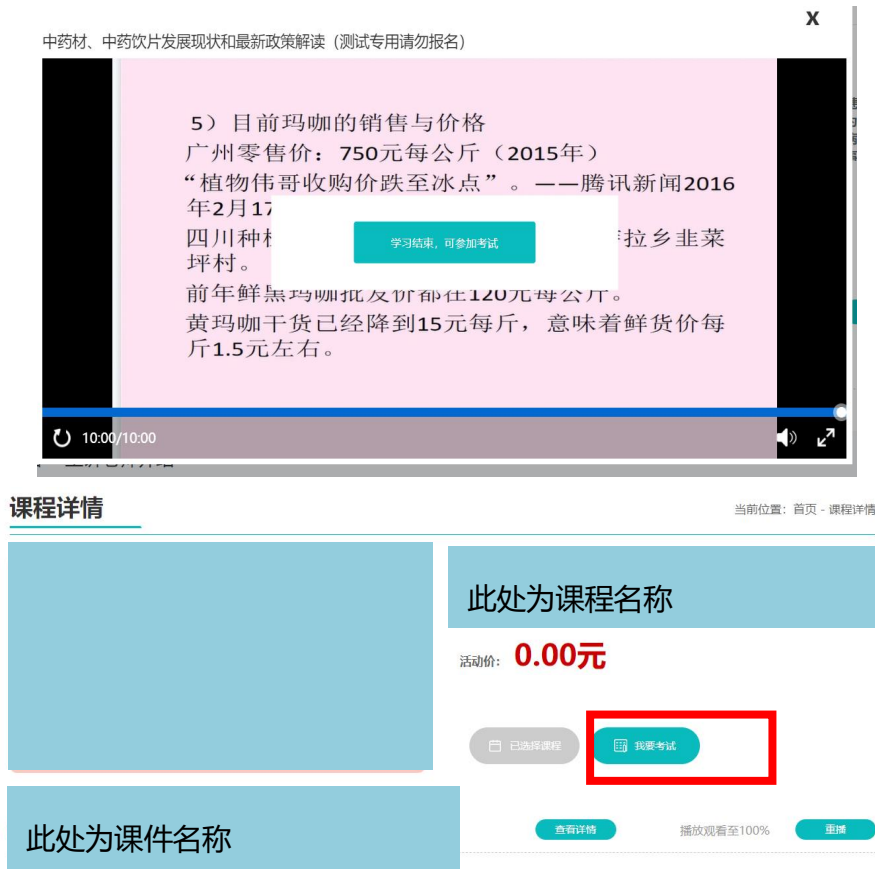 X
中药材、中药饮片发展现状和最新政策解读（测试专用请勿报名）
5）目前玛咖的销售与价格
广州零售价：750元每公斤（2015年）
“植物伟哥收购价跌至冰点”。——腾讯新闻2016
年2月17
四川种植
拉乡韭菜
坪村。
学习结束，可参加考试
前年鲜黑玛咖批发价都在120元每公斤。
黄玛咖干货已经降到15元每斤，意味着鲜货价每
斤1.5元左右。
10:00/10:00
课程详情
当前位置：首页 - 课程详情
此处为课程名称
活动价：0.00元
已选择课程
我要考试
此处为课件名称
查看详情
播放观看至100%
重播